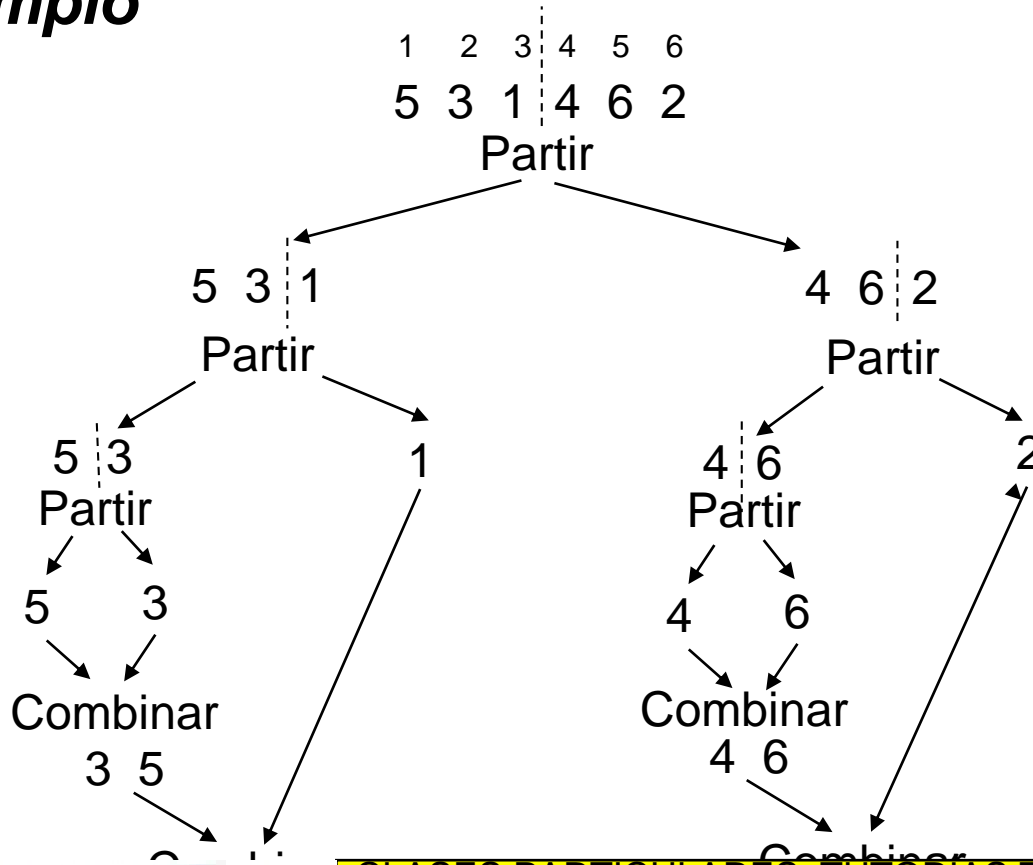 1 2 3 4 5 6
5 3 1 4 6 2
Partir
5 3 1 4 6 2
Partir Partir
5 3 1 4 6 2
Partir Partir
5 3 4 6
Combinar Combinar
3 5 4 6
Combinar